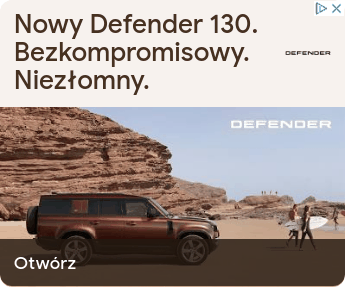 Nowy Defender 130.
Bezkompromisowy.
Niezłomny.
DEFENDER
DEFENDER
Otwórz